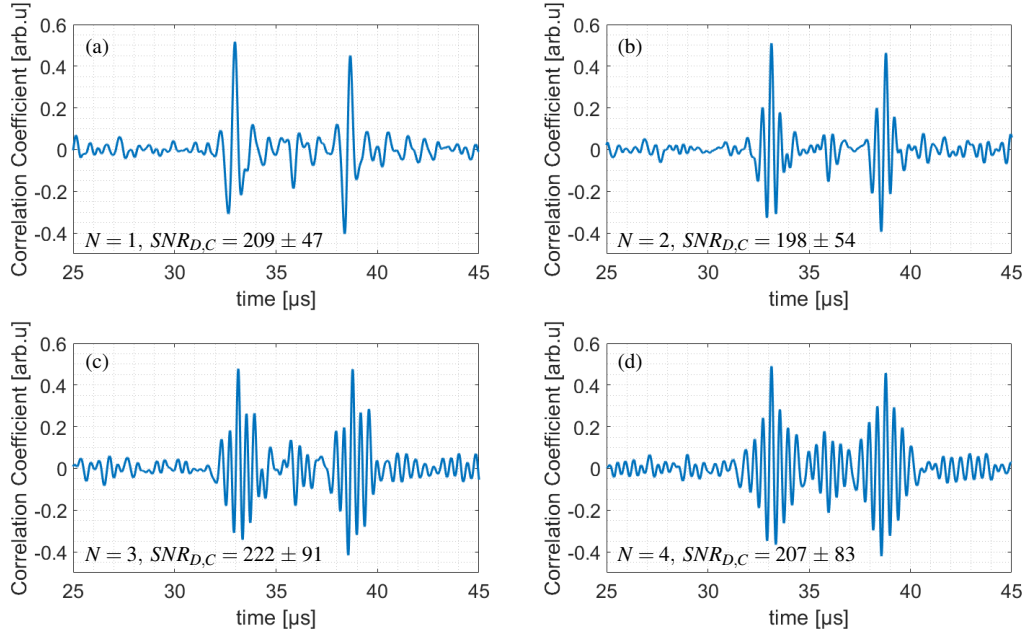 (a)
Correlation Coefficient [arb.u]
0.6
0.4
0.2
0
-0.2
-0.4
N = 1, SNR_{D,C} = 209 ± 47
25 30 35 40 45
time [µs]
(b)
Correlation Coefficient [arb.u]
0.6
0.4
0.2
0
-0.2
-0.4
N = 2, SNR_{D,C} = 198 ± 54
25 30 35 40 45
time [µs]
(c)
Correlation Coefficient [arb.u]
0.6
0.4
0.2
0
-0.2
-0.4
N = 3, SNR_{D,C} = 222 ± 91
25 30 35 40 45
time [µs]
(d)
Correlation Coefficient [arb.u]
0.6
0.4
0.2
0
-0.2
-0.4
N = 4, SNR_{D,C} = 207 ± 83
25 30 35 40 45
time [µs]